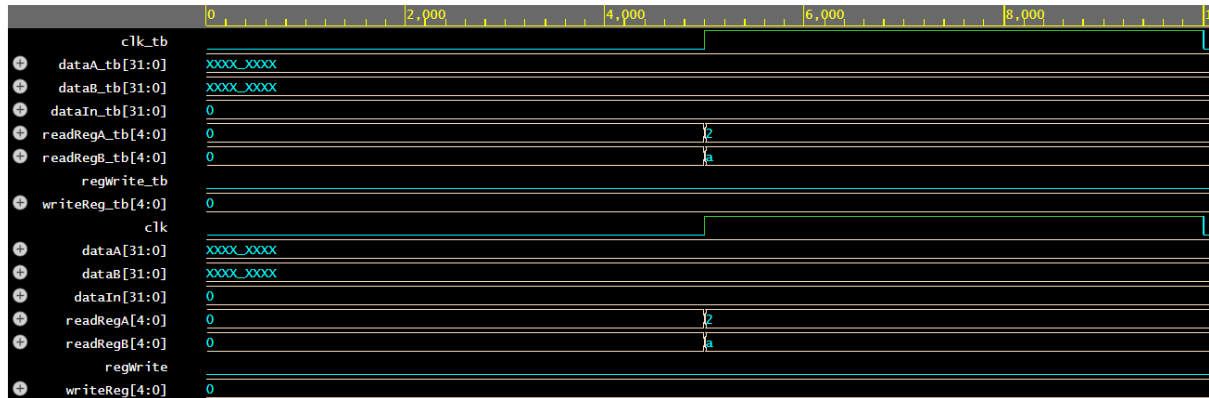 0 2,000 4,000 6,000 8,000
clk_tb
dataA_tb[31:0] XXXX_XXXX
dataB_tb[31:0] XXXX_XXXX
dataIn_tb[31:0] 0
readRegA_tb[4:0] 0 2
readRegB_tb[4:0] 0 a
regWrite_tb
writeReg_tb[4:0] 0
clk
dataA[31:0] XXXX_XXXX
dataB[31:0] XXXX_XXXX
dataIn[31:0] 0
readRegA[4:0] 0 2
readRegB[4:0] 0 a
regWrite
writeReg[4:0] 0